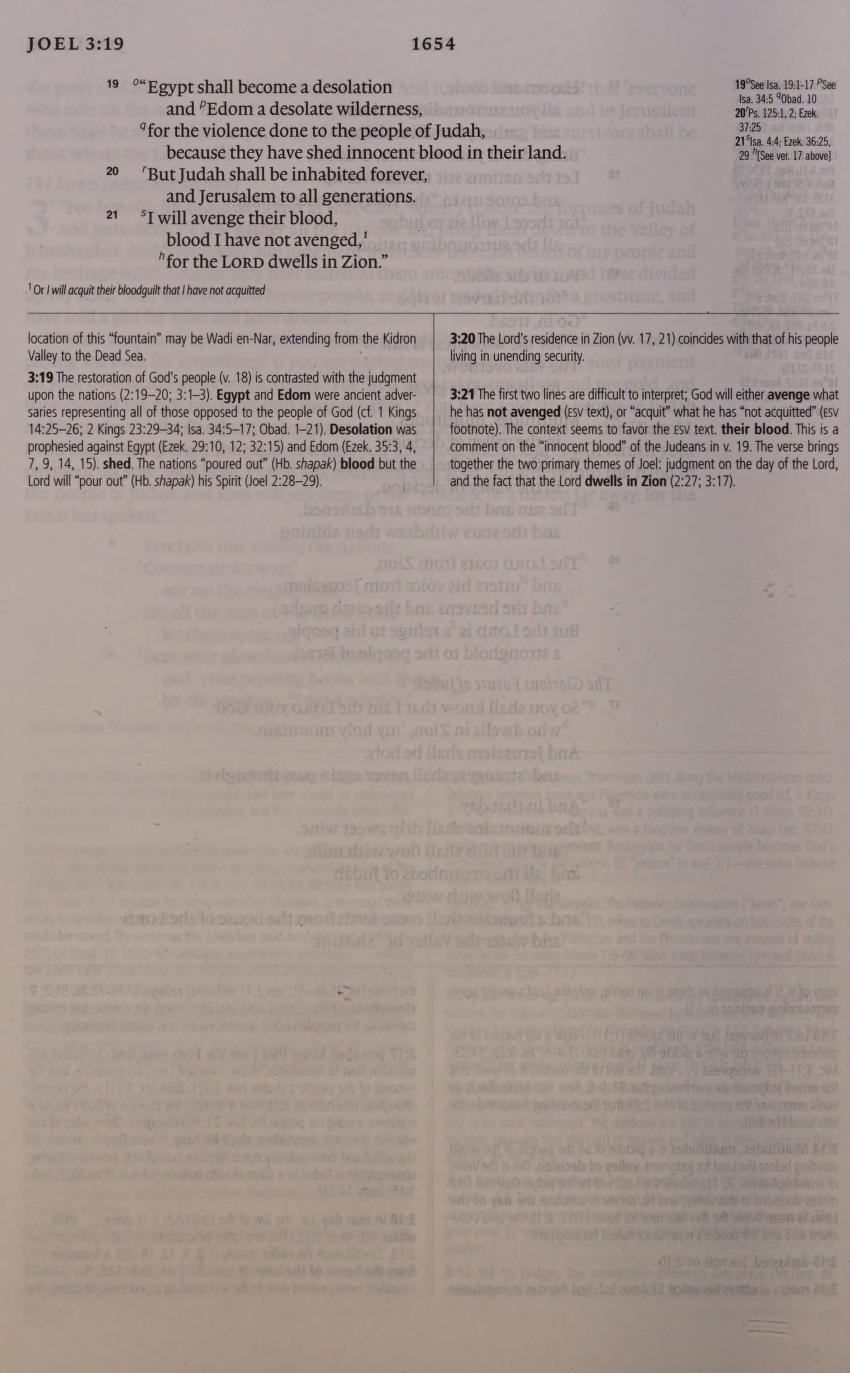 JOEL 3:19
1654
19 o“Egypt shall become a desolation
and pEdom a desolate wilderness,
qfor the violence done to the people of Judah,
because they have shed innocent blood in their land.
20 rBut Judah shall be inhabited forever,
and Jerusalem to all generations.
21 sI will avenge their blood,
blood I have not avenged,1
hfor the LORD dwells in Zion.”
1 Or I will acquit their bloodguilt that I have not acquitted
19oSee Isa. 19:1-17 pSee
Isa. 34:5 qObad. 10
20rPs. 125:1, 2; Ezek.
37:25
21sIsa. 4:4; Ezek. 36:25,
29 h[See ver. 17 above]
location of this “fountain” may be Wadi en-Nar, extending from the Kidron
Valley to the Dead Sea.
3:19 The restoration of God’s people (v. 18) is contrasted with the judgment
upon the nations (2:19–20; 3:1–3). Egypt and Edom were ancient adver-
saries representing all of those opposed to the people of God (cf. 1 Kings
14:25–26; 2 Kings 23:29–34; Isa. 34:5–17; Obad. 1–21). Desolation was
prophesied against Egypt (Ezek. 29:10, 12; 32:15) and Edom (Ezek. 35:3, 4,
7, 9, 14, 15). shed. The nations “poured out” (Hb. shapak) blood but the
Lord will “pour out” (Hb. shapak) his Spirit (Joel 2:28–29).
3:20 The Lord’s residence in Zion (vv. 17, 21) coincides with that of his people
living in unending security.
3:21 The first two lines are difficult to interpret; God will either avenge what
he has not avenged (ESV text), or “acquit” what he has “not acquitted” (ESV
footnote). The context seems to favor the ESV text. their blood. This is a
comment on the “innocent blood” of the Judeans in v. 19. The verse brings
together the two primary themes of Joel: judgment on the day of the Lord,
and the fact that the Lord dwells in Zion (2:27; 3:17).